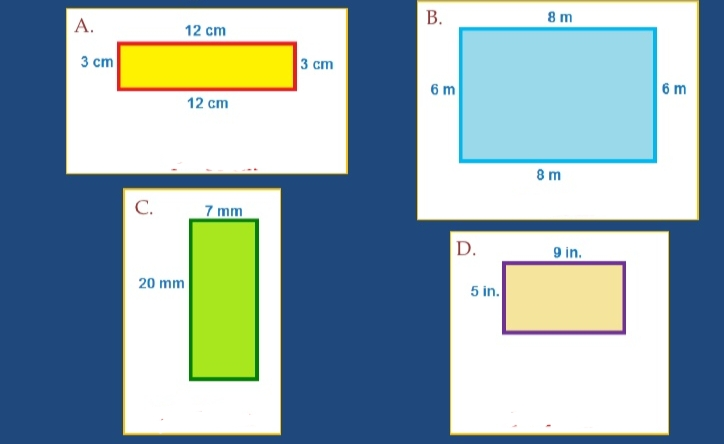 A.
12 cm
3 cm
3 cm
12 cm
B.
8 m
6 m
6 m
8 m
C.
7 mm
20 mm
D.
9 in.
5 in.